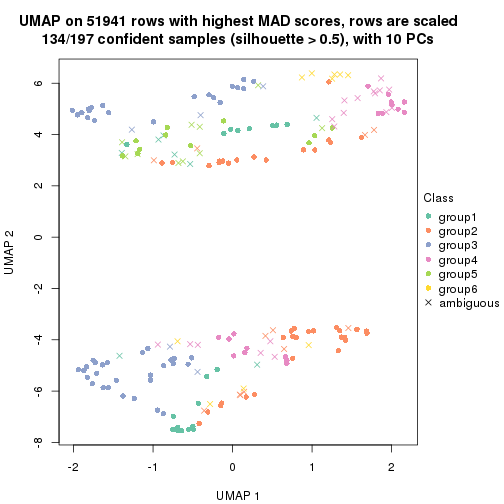 UMAP on 51941 rows with highest MAD scores, rows are scaled
134/197 confident samples (silhouette > 0.5), with 10 PCs
6
4
2
0
-2
-4
-6
-8
UMAP 2
-2
-1
0
1
2
UMAP 1
Class
group1
group2
group3
group4
group5
group6
ambiguous